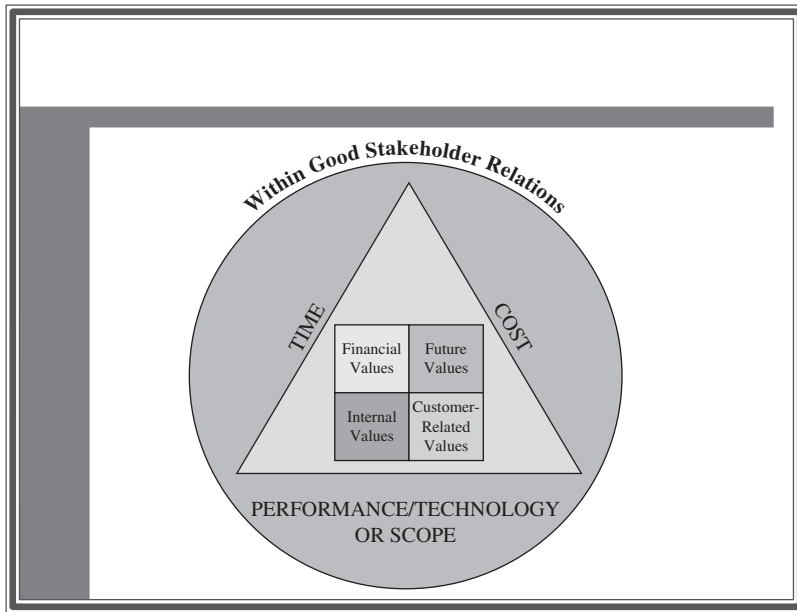 Within Good Stakeholder Relations
TIME
COST
Financial
Values
Future
Values
Internal
Values
Customer-
Related
Values
PERFORMANCE/TECHNOLOGY
OR SCOPE